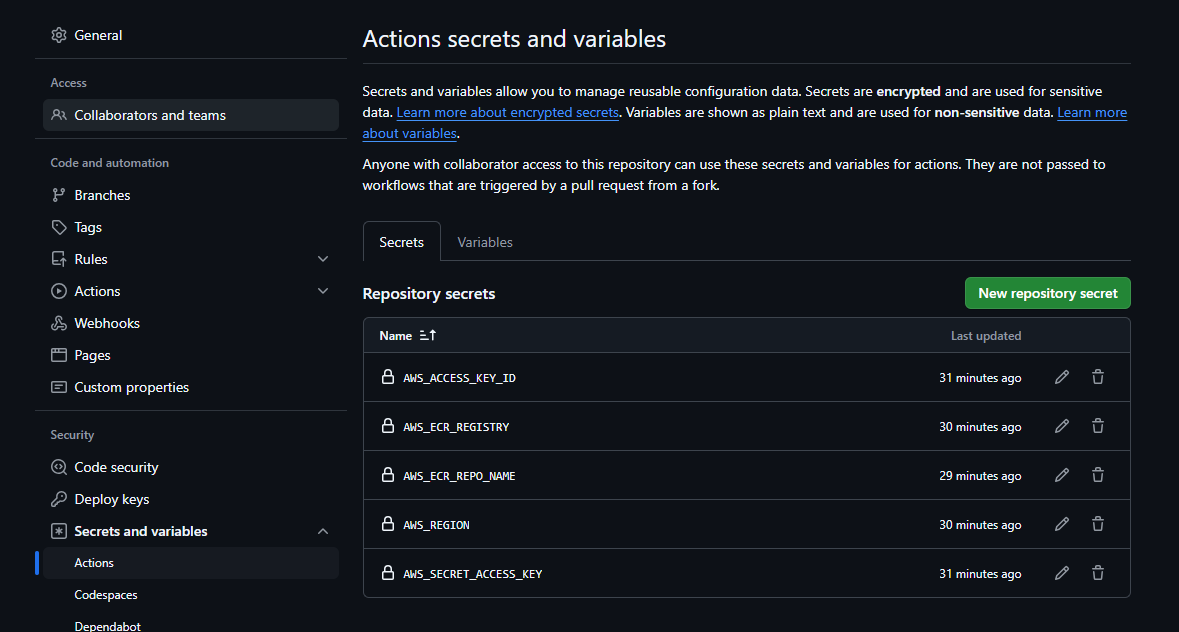 General
Access
Collaborators and teams
Code and automation
Branches
Tags
Rules
Actions
Webhooks
Pages
Custom properties
Security
Code security
Deploy keys
Secrets and variables
Actions
Codespaces
Dependabot
Actions secrets and variables
Secrets and variables allow you to manage reusable configuration data. Secrets are encrypted and are used for sensitive
data. Learn more about encrypted secrets. Variables are shown as plain text and are used for non-sensitive data. Learn more
about variables.
Anyone with collaborator access to this repository can use these secrets and variables for actions. They are not passed to
workflows that are triggered by a pull request from a fork.
Secrets Variables
Repository secrets New repository secret
Name Last updated
AWS_ACCESS_KEY_ID 31 minutes ago
AWS_ECR_REGISTRY 30 minutes ago
AWS_ECR_REPO_NAME 29 minutes ago
AWS_REGION 30 minutes ago
AWS_SECRET_ACCESS_KEY 31 minutes ago